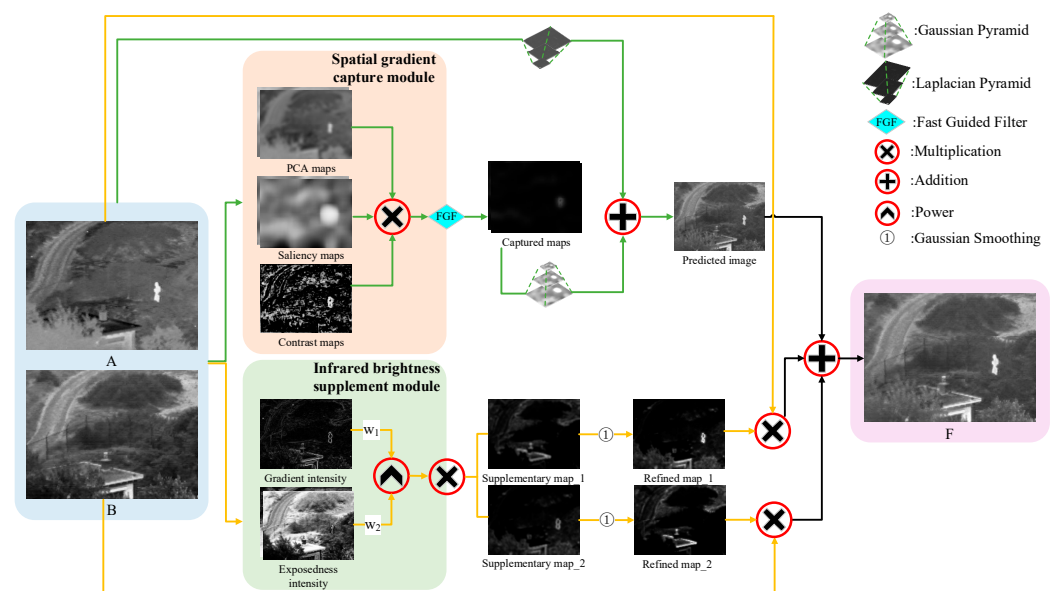 Spatial gradient
capture module
PCA maps
Saliency maps
Contrast maps
FGF
Captured maps
Predicted image
A
B
Infrared brightness
supplement module
Gradient intensity
Exposedness
intensity
w1
w2
Supplementary map_1
Supplementary map_2
1
1
Refined map_1
Refined map_2
F
:Gaussian Pyramid
:Laplacian Pyramid
FGF :Fast Guided Filter
:Multiplication
:Addition
:Power
1 :Gaussian Smoothing